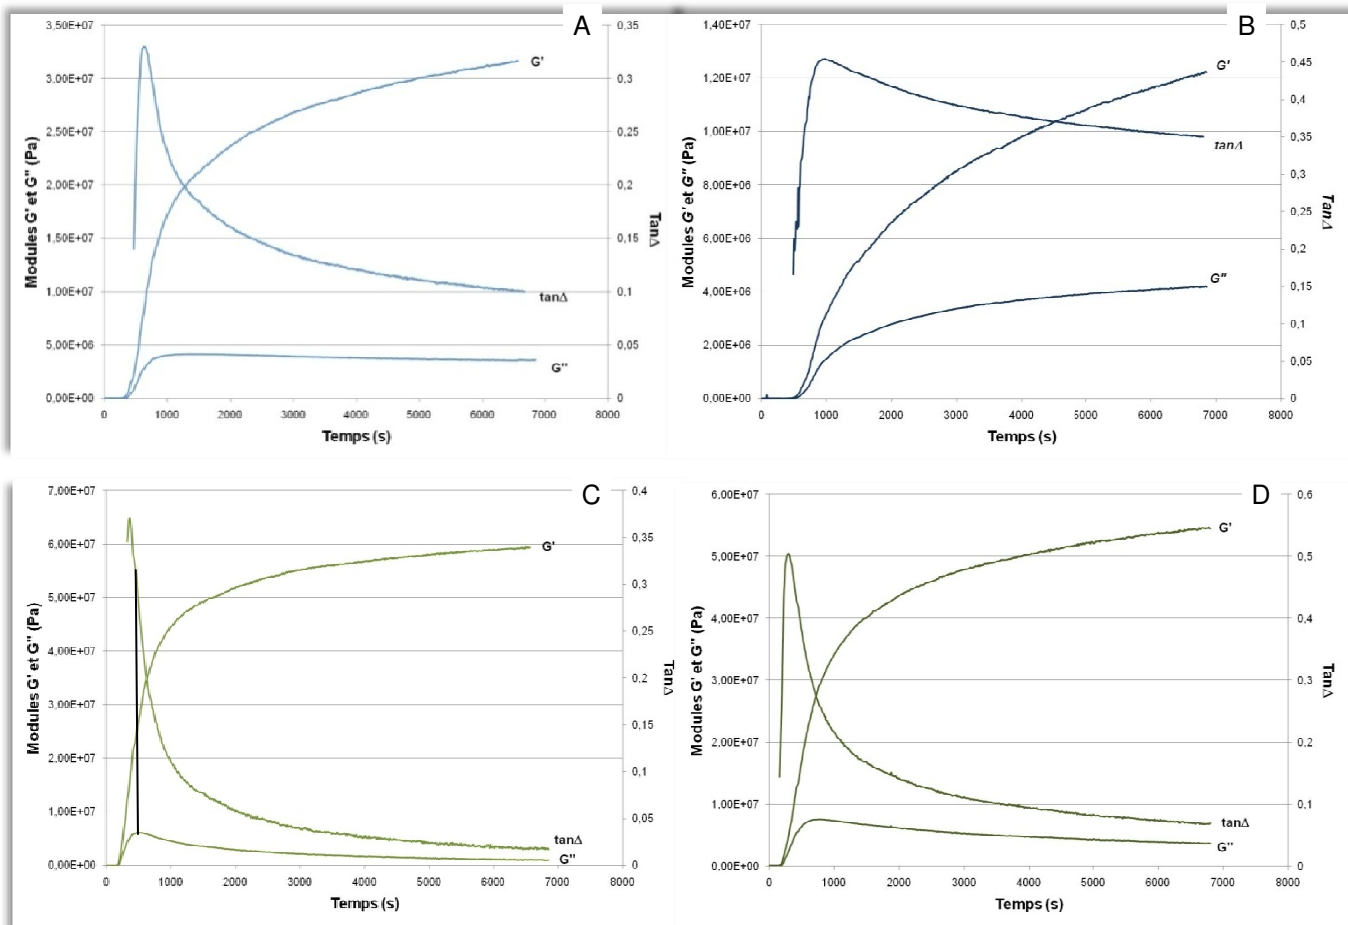 A
3,50E+07
3,00E+07
2,50E+07
2,00E+07
1,50E+07
1,00E+07
5,00E+06
0,00E+00
0,35
0,3
0,25
0,2
0,15
0,1
0,05
0
0 1000 2000 3000 4000 5000 6000 7000 8000
Modules G' et G" (Pa)
TanΔ
Temps (s)
G'
tanΔ
G"
B
1,40E+07
1,20E+07
1,00E+07
8,00E+06
6,00E+06
4,00E+06
2,00E+06
0,00E+00
0,5
0,45
0,4
0,35
0,3
0,25
0,2
0,15
0,1
0,05
0
0 1000 2000 3000 4000 5000 6000 7000 8000
Modules G' et G" (Pa)
TanΔ
Temps (s)
G'
tanΔ
G"
C
7,00E+07
6,00E+07
5,00E+07
4,00E+07
3,00E+07
2,00E+07
1,00E+07
0,00E+00
0,4
0,35
0,3
0,25
0,2
0,15
0,1
0,05
0
0 1000 2000 3000 4000 5000 6000 7000 8000
Modules G' et G" (Pa)
TanΔ
Temps (s)
G'
tanΔ
G"
D
6,00E+07
5,00E+07
4,00E+07
3,00E+07
2,00E+07
1,00E+07
0,00E+00
0,6
0,5
0,4
0,3
0,2
0,1
0
0 1000 2000 3000 4000 5000 6000 7000 8000
Modules G' et G" (Pa)
TanΔ
Temps (s)
G'
tanΔ
G"